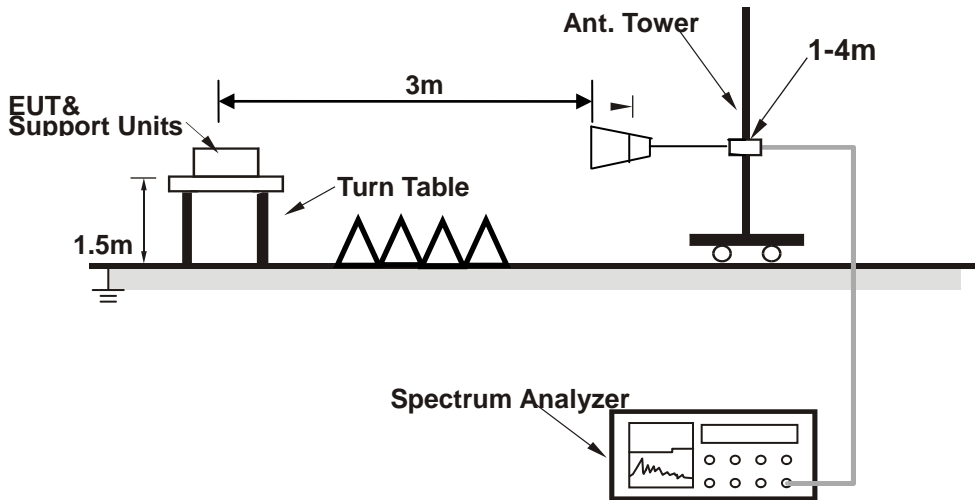 Ant. Tower
1-4m
3m
EUT&
Support Units
Turn Table
1.5m
Spectrum Analyzer